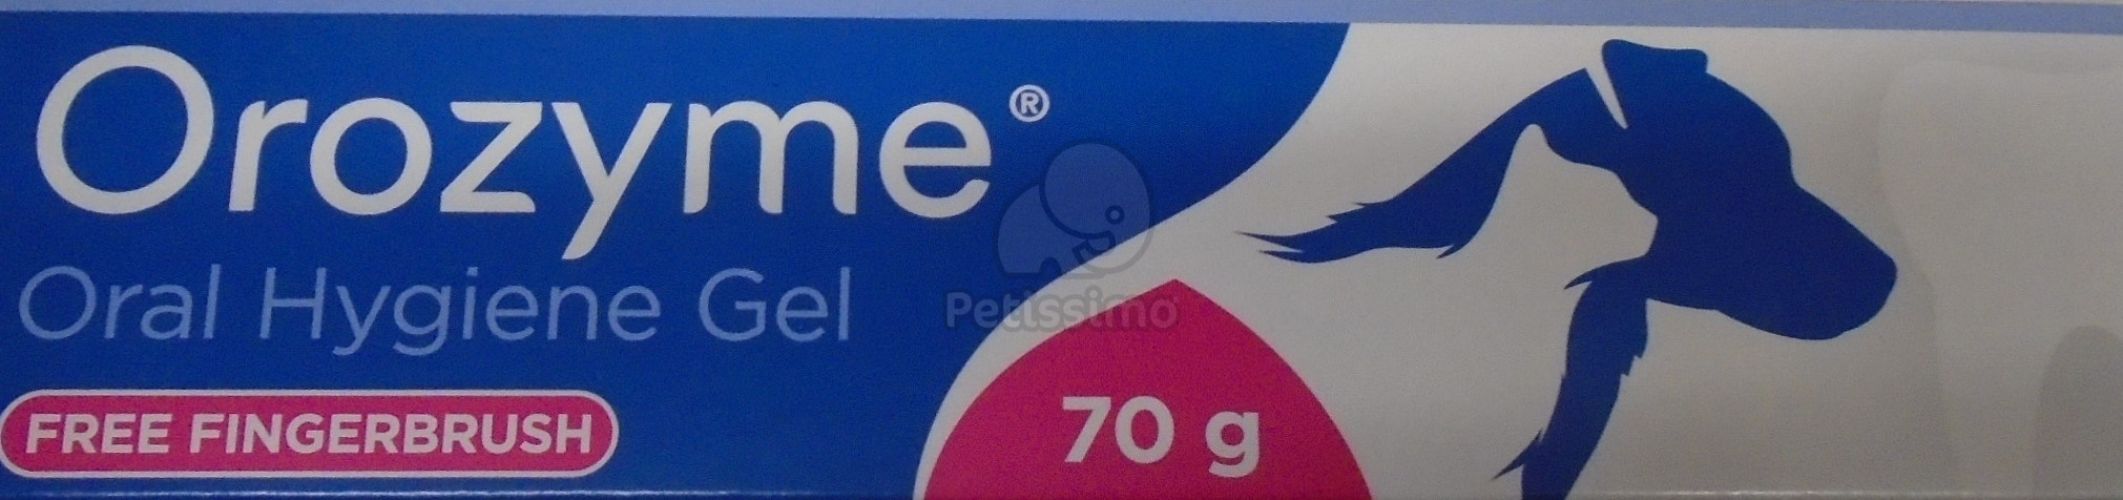 Orozyme®
Oral Hygiene Gel
Petissimo
FREE FINGERBRUSH
70 g